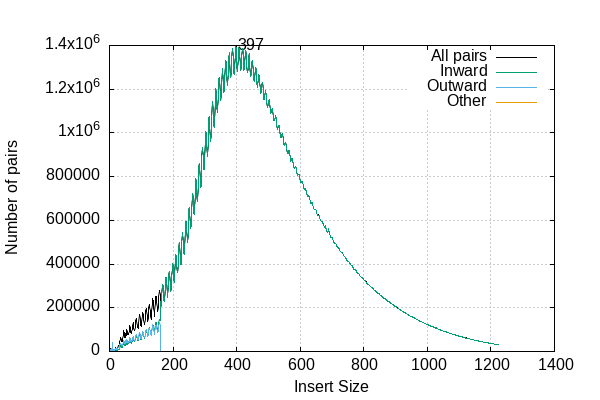 1.4x10^6
397
All pairs
Inward
Outward
Other
1.2x10^6
1x10^6
800000
600000
400000
200000
0
Number of pairs
0 200 400 600 800 1000 1200 1400
Insert Size